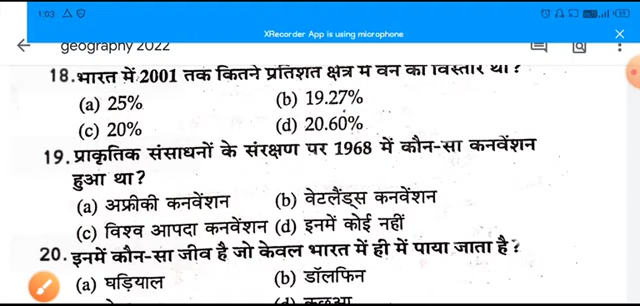 1:03
XRecorder App is using microphone
geography 2022
18. भारत में 2001 तक कितने प्रतिशत क्षेत्र में वन का विस्तार था ?
(a) 25% (b) 19.27%
(c) 20% (d) 20.60%
19. प्राकृतिक संसाधनों के संरक्षण पर 1968 में कौन-सा कनवेंशन
हुआ था?
(a) अफ्रीकी कनवेंशन (b) वेटलैंड्स कनवेंशन
(c) विश्व आपदा कनवेंशन (d) इनमें कोई नहीं
20. इनमें कौन-सा जीव है जो केवल भारत में ही में पाया जाता है ?
(a) घड़ियाल (b) डॉलफिन
(d) कछुआ